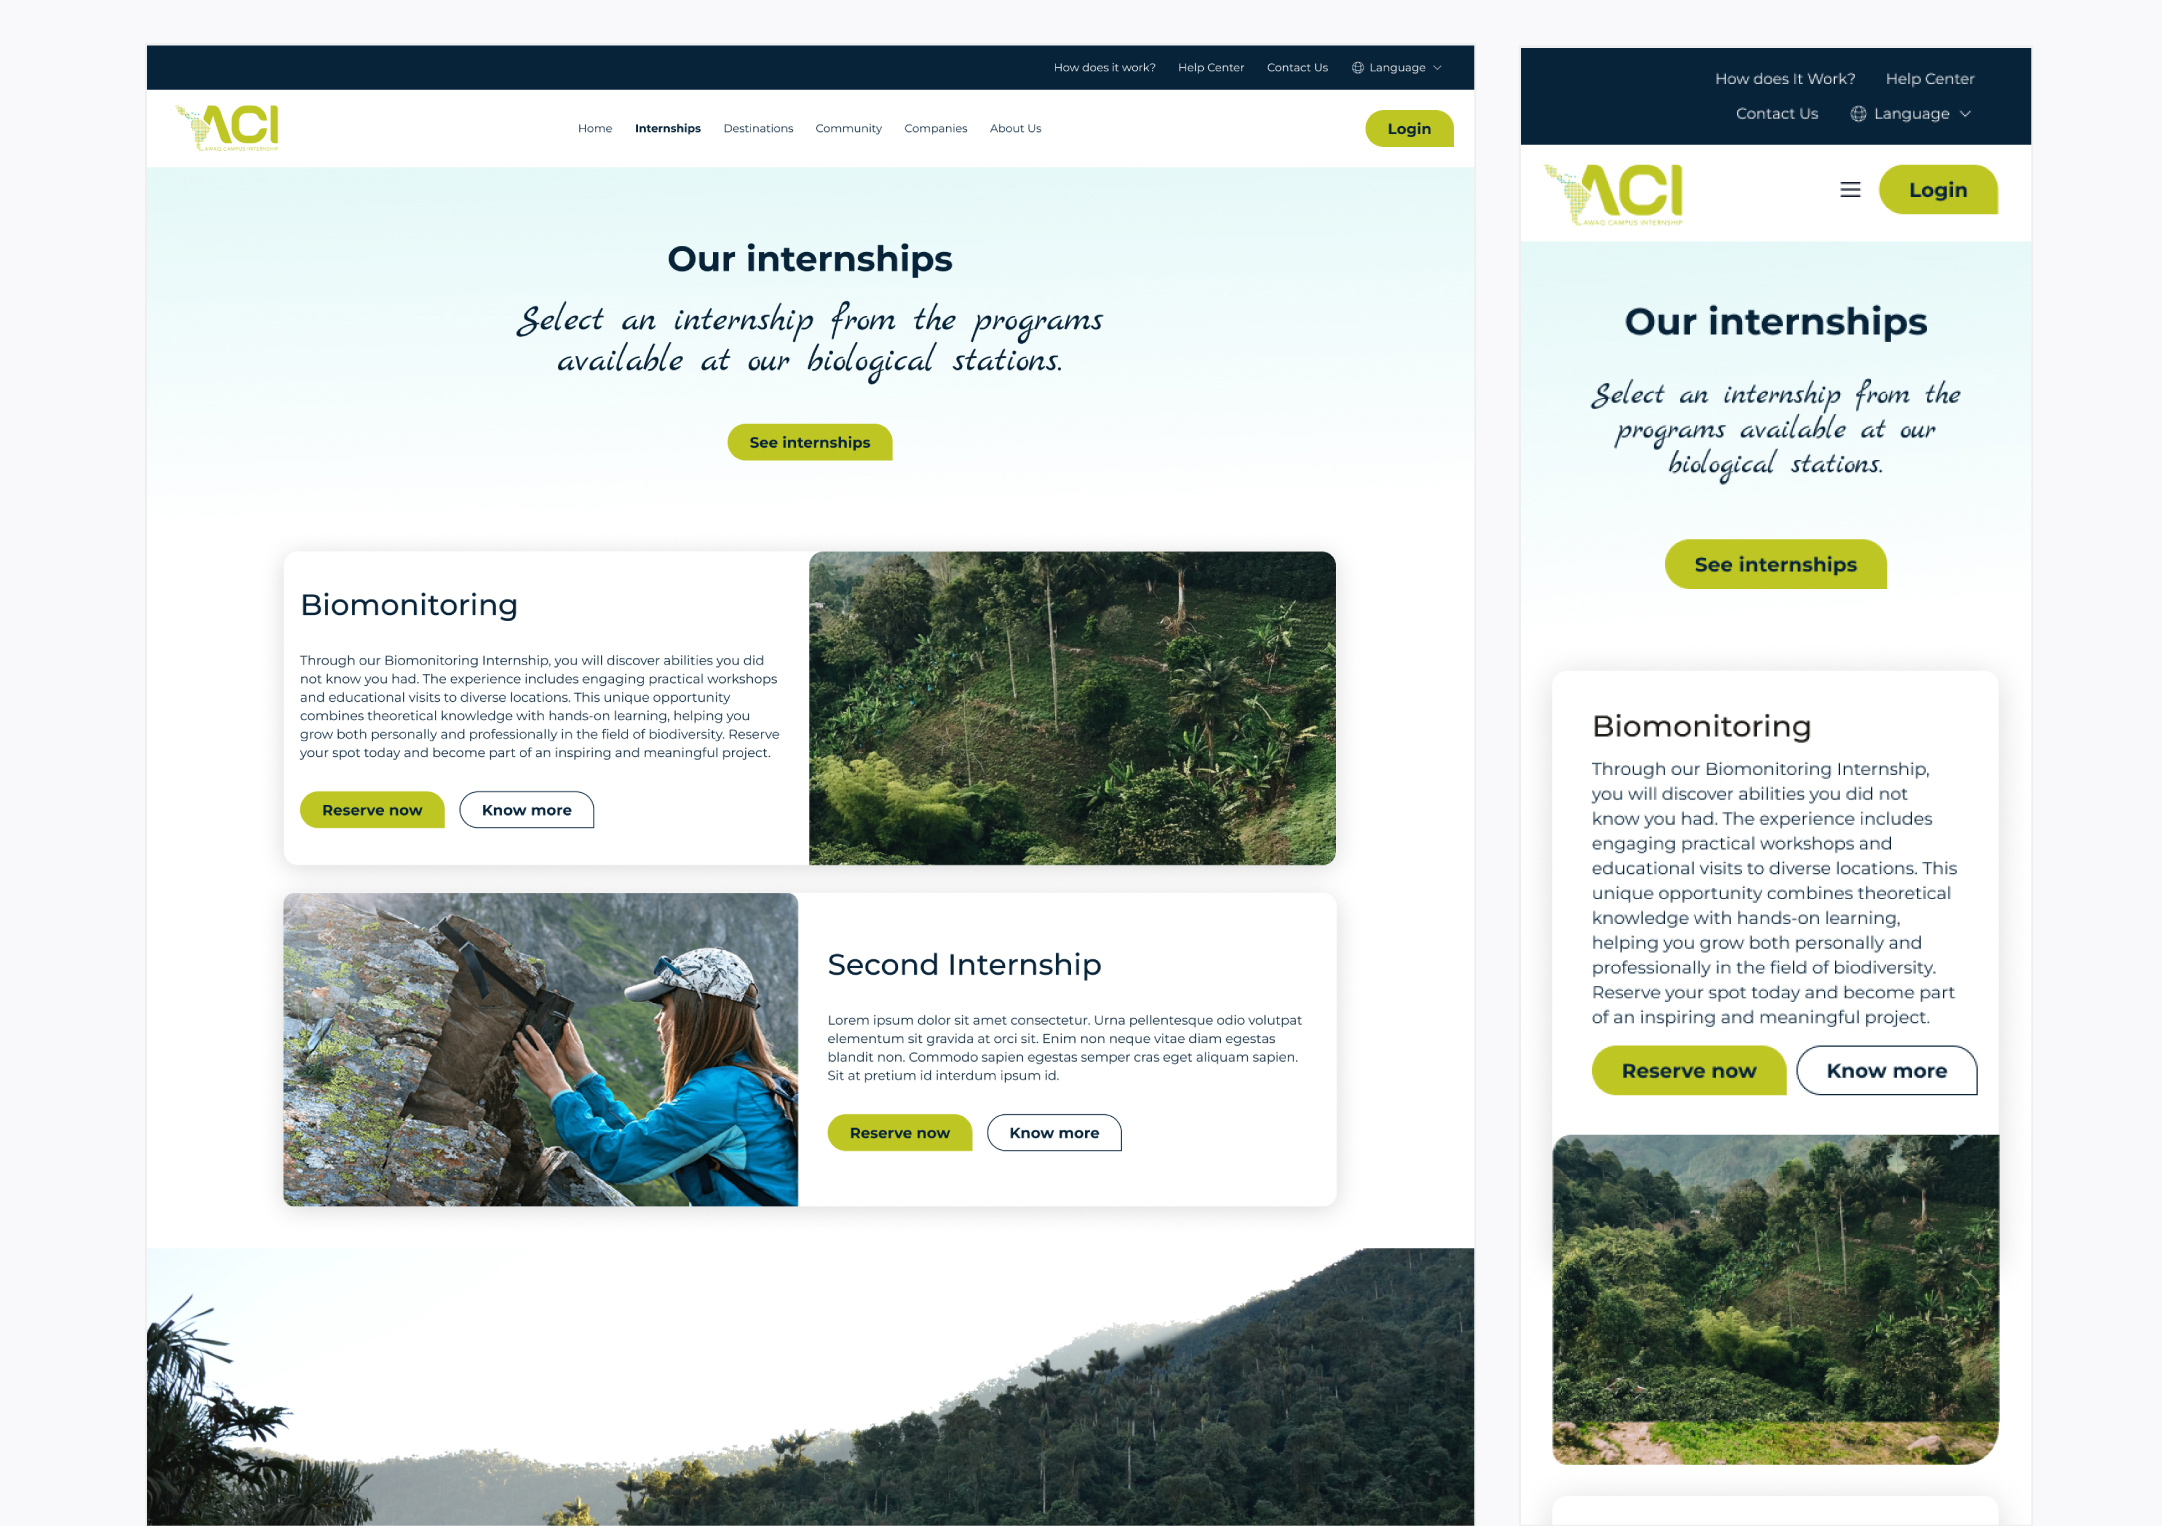 How does it work? Help Center Contact Us Language
ACI
AWAQ CAMPUS INTERNSHIP
Home Internships Destinations Community Companies About Us
Login
Our internships
Select an internship from the programs
available at our biological stations.
See internships
Biomonitoring
Through our Biomonitoring Internship, you will discover abilities you did
not know you had. The experience includes engaging practical workshops
and educational visits to diverse locations. This unique opportunity
combines theoretical knowledge with hands-on learning, helping you
grow both personally and professionally in the field of biodiversity. Reserve
your spot today and become part of an inspiring and meaningful project.
Reserve now Know more
Second Internship
Lorem ipsum dolor sit amet consectetur. Urna pellentesque odio volutpat
elementum sit gravida at orci sit. Enim non neque vitae diam egestas
blandit non. Commodo sapien egestas semper cras eget aliquam sapien.
Sit at pretium id interdum ipsum id.
Reserve now Know more
How does It Work? Help Center
Contact Us Language
ACI
AWAQ CAMPUS INTERNSHIP
Login
Our internships
Select an internship from the
programs available at our
biological stations.
See internships
Biomonitoring
Through our Biomonitoring Internship,
you will discover abilities you did not
know you had. The experience includes
engaging practical workshops and
educational visits to diverse locations. This
unique opportunity combines theoretical
knowledge with hands-on learning,
helping you grow both personally and
professionally in the field of biodiversity.
Reserve your spot today and become part
of an inspiring and meaningful project.
Reserve now Know more